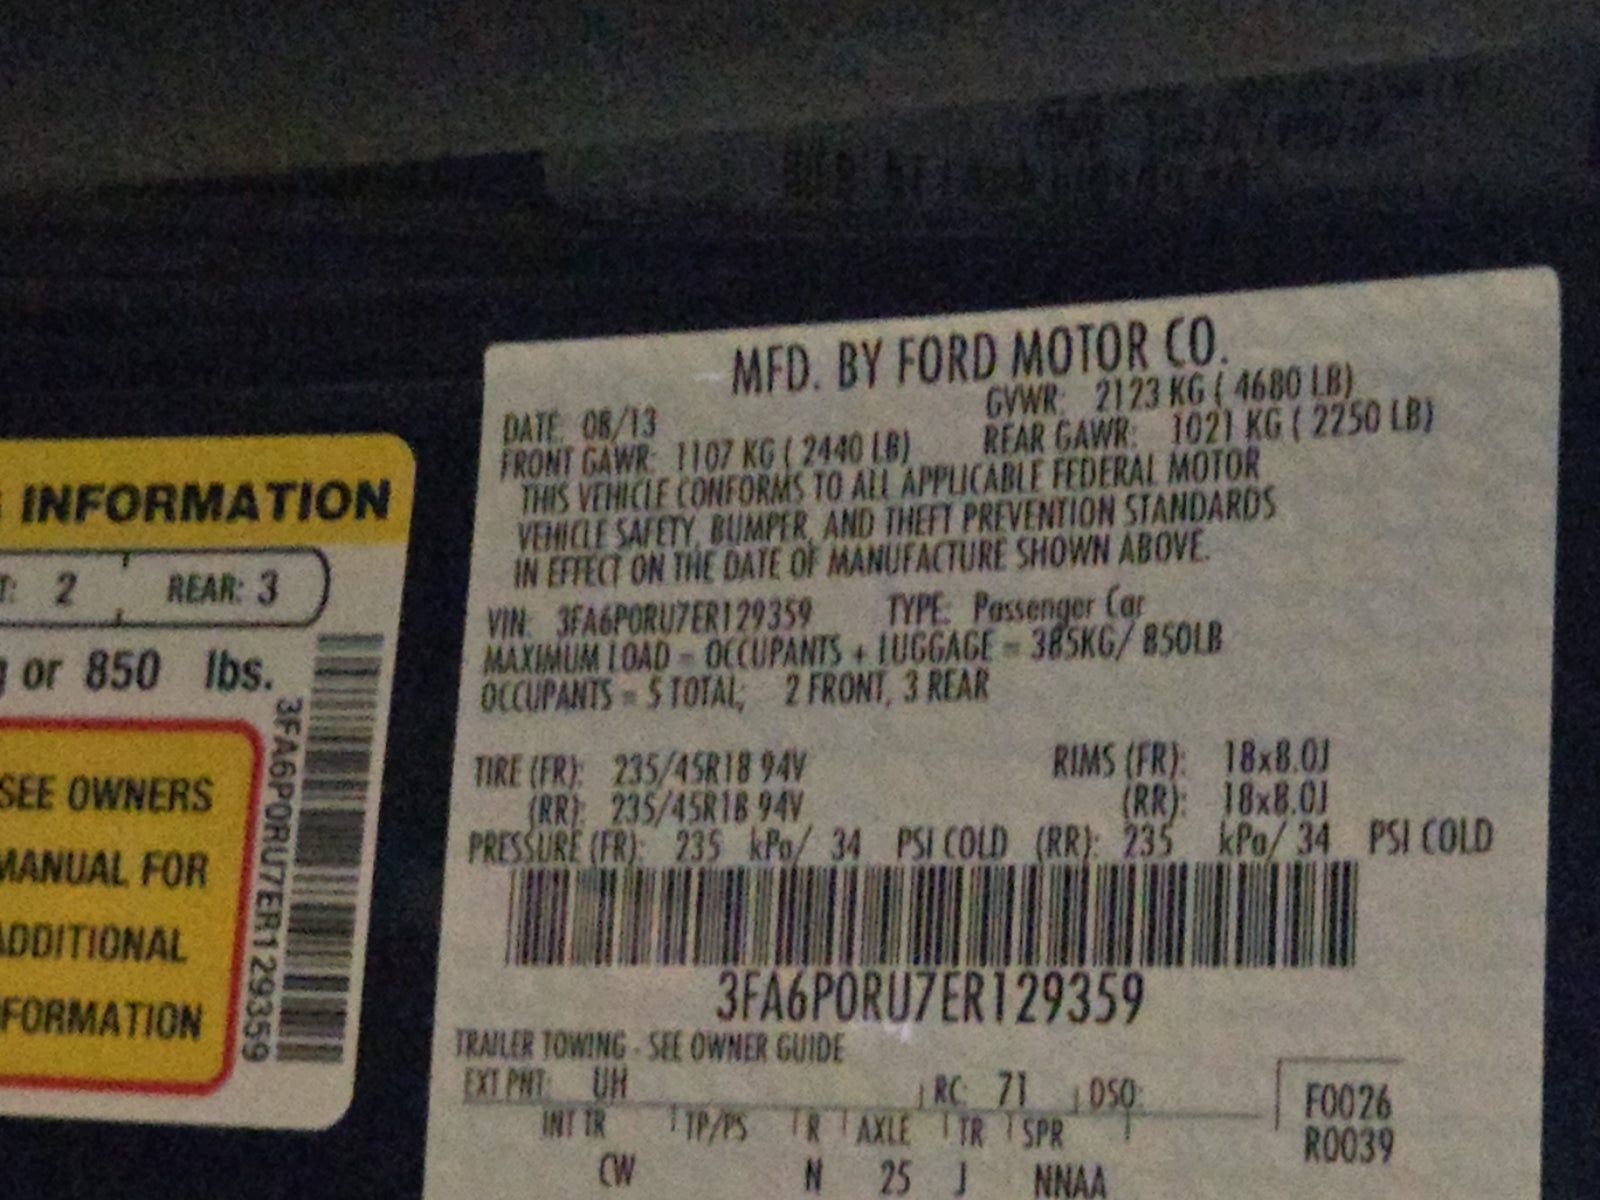 INFORMATION
T: 2 REAR: 3
g or 850 lbs.
SEE OWNERS
MANUAL FOR
ADDITIONAL
FORMATION
3FA6P0RU7ER129359
MFD. BY FORD MOTOR CO.
DATE: 08/13 GVWR: 2123 KG ( 4680 LB)
FRONT GAWR: 1107 KG ( 2440 LB) REAR GAWR: 1021 KG ( 2250 LB)
THIS VEHICLE CONFORMS TO ALL APPLICABLE FEDERAL MOTOR
VEHICLE SAFETY, BUMPER, AND THEFT PREVENTION STANDARDS
IN EFFECT ON THE DATE OF MANUFACTURE SHOWN ABOVE.
VIN: 3FA6P0RU7ER129359 TYPE: Passenger Car
MAXIMUM LOAD = OCCUPANTS + LUGGAGE = 385KG/ 850LB
OCCUPANTS = 5 TOTAL; 2 FRONT, 3 REAR
TIRE (FR): 235/45R18 94V RIMS (FR): 18x8.0J
(RR): 235/45R18 94V (RR): 18x8.0J
PRESSURE (FR): 235 kPa/ 34 PSI COLD (RR): 235 kPa/ 34 PSI COLD
3FA6P0RU7ER129359
TRAILER TOWING - SEE OWNER GUIDE
EXT PNT: UH RC: 71 DSO:
F0026
INT TR TP/PS R AXLE TR SPR
R0039
CW N 25 J NNAA